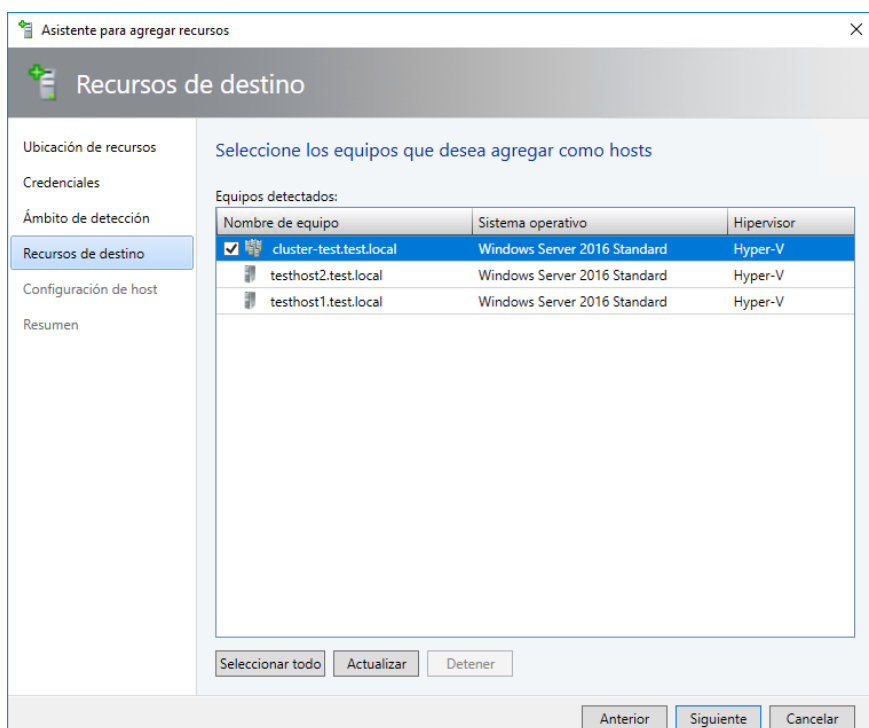 Asistente para agregar recursos
Recursos de destino
Ubicación de recursos
Credenciales
Ámbito de detección
Recursos de destino
Configuración de host
Resumen
Seleccione los equipos que desea agregar como hosts
Equipos detectados:
Nombre de equipo Sistema operativo Hipervisor
cluster-test.test.local Windows Server 2016 Standard Hyper-V
testhost2.test.local Windows Server 2016 Standard Hyper-V
testhost1.test.local Windows Server 2016 Standard Hyper-V
Seleccionar todo Actualizar Detener
Anterior Siguiente Cancelar